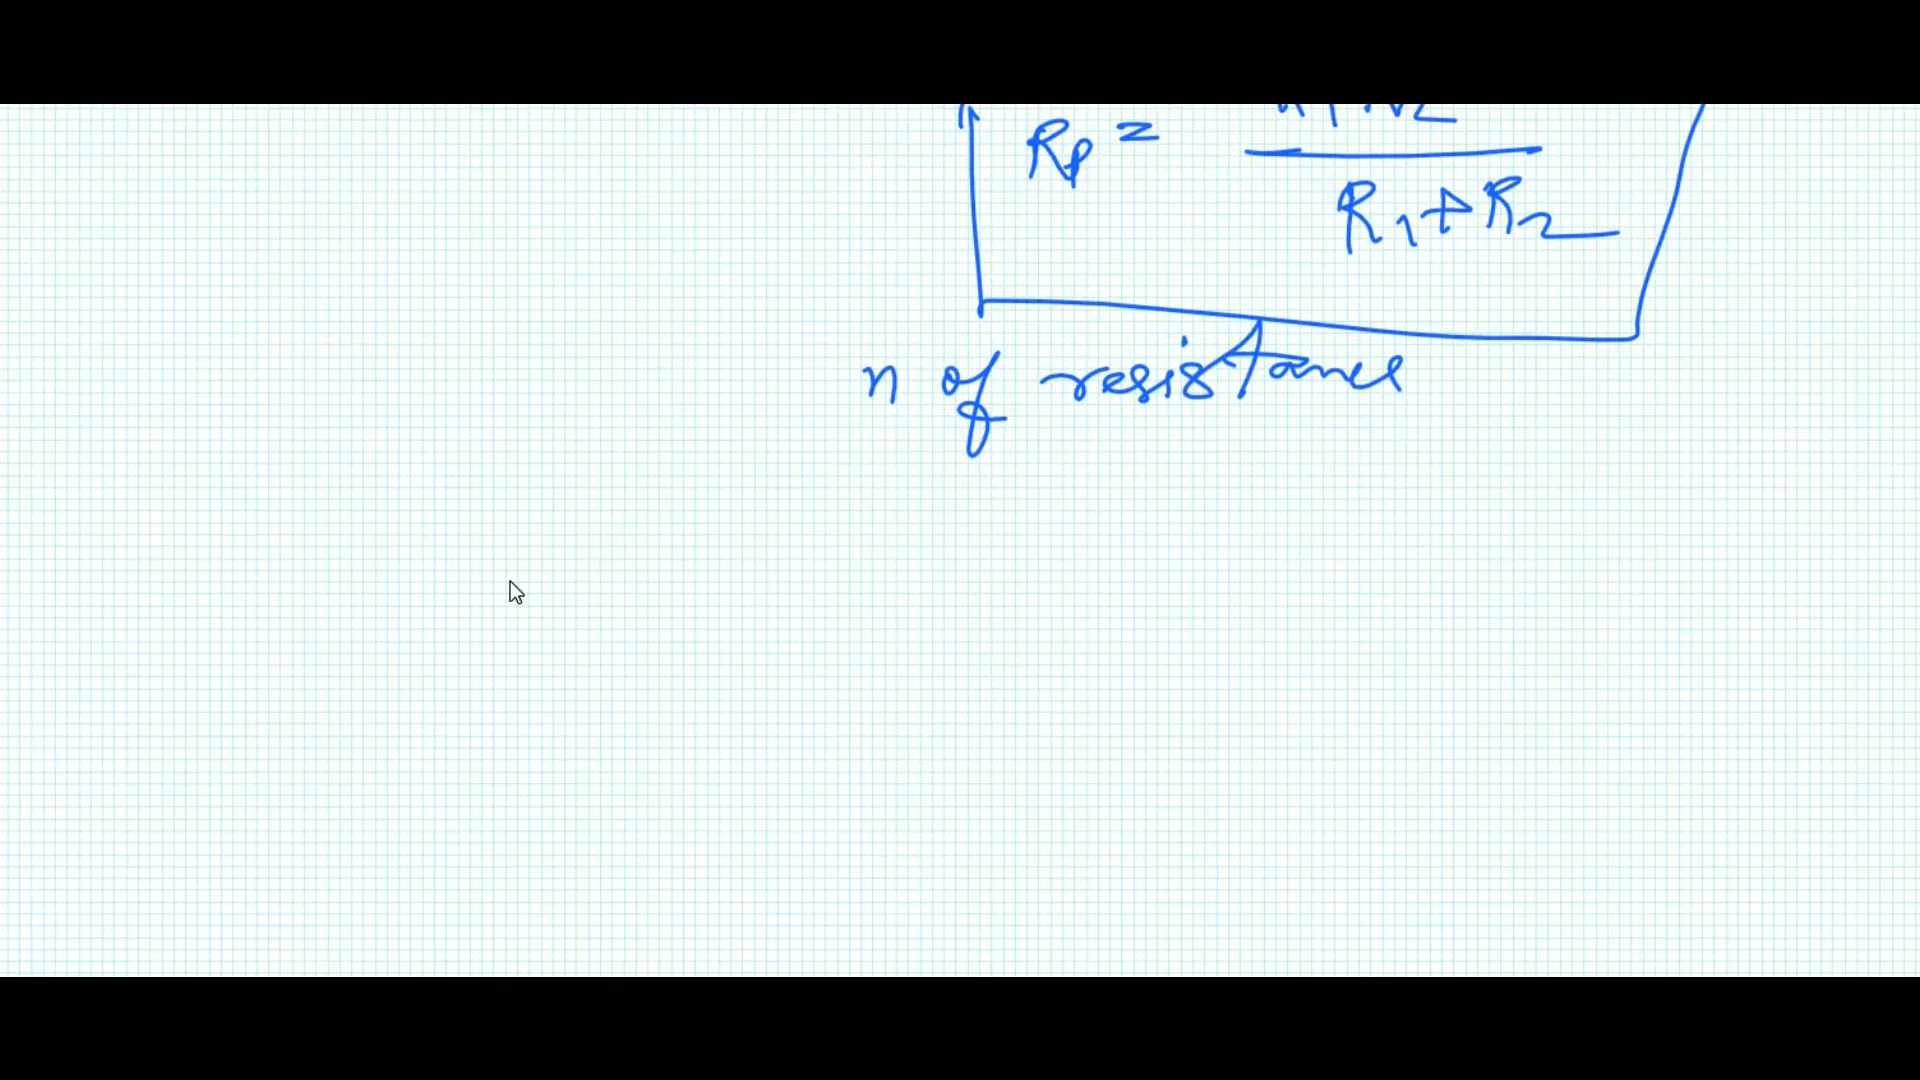 Rp =
R1 + R2
n of resistance